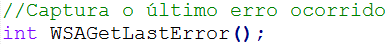 //Captura o último erro ocorrido
int WSAGetLastError();